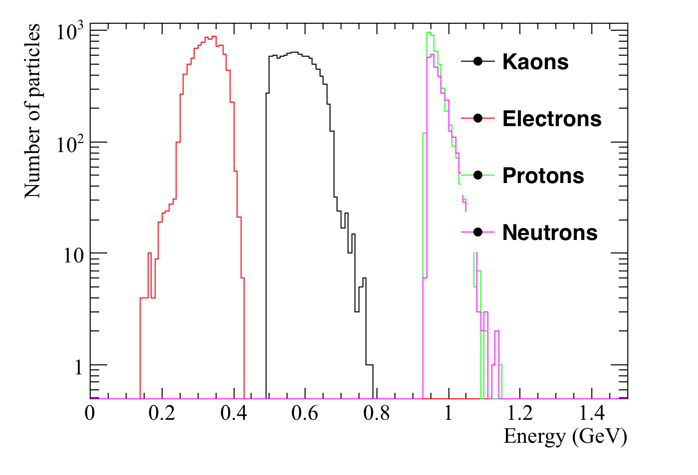 Number of particles
10³
10²
10
1
Kaons
Electrons
Protons
Neutrons
0 0.2 0.4 0.6 0.8 1 1.2 1.4
Energy (GeV)